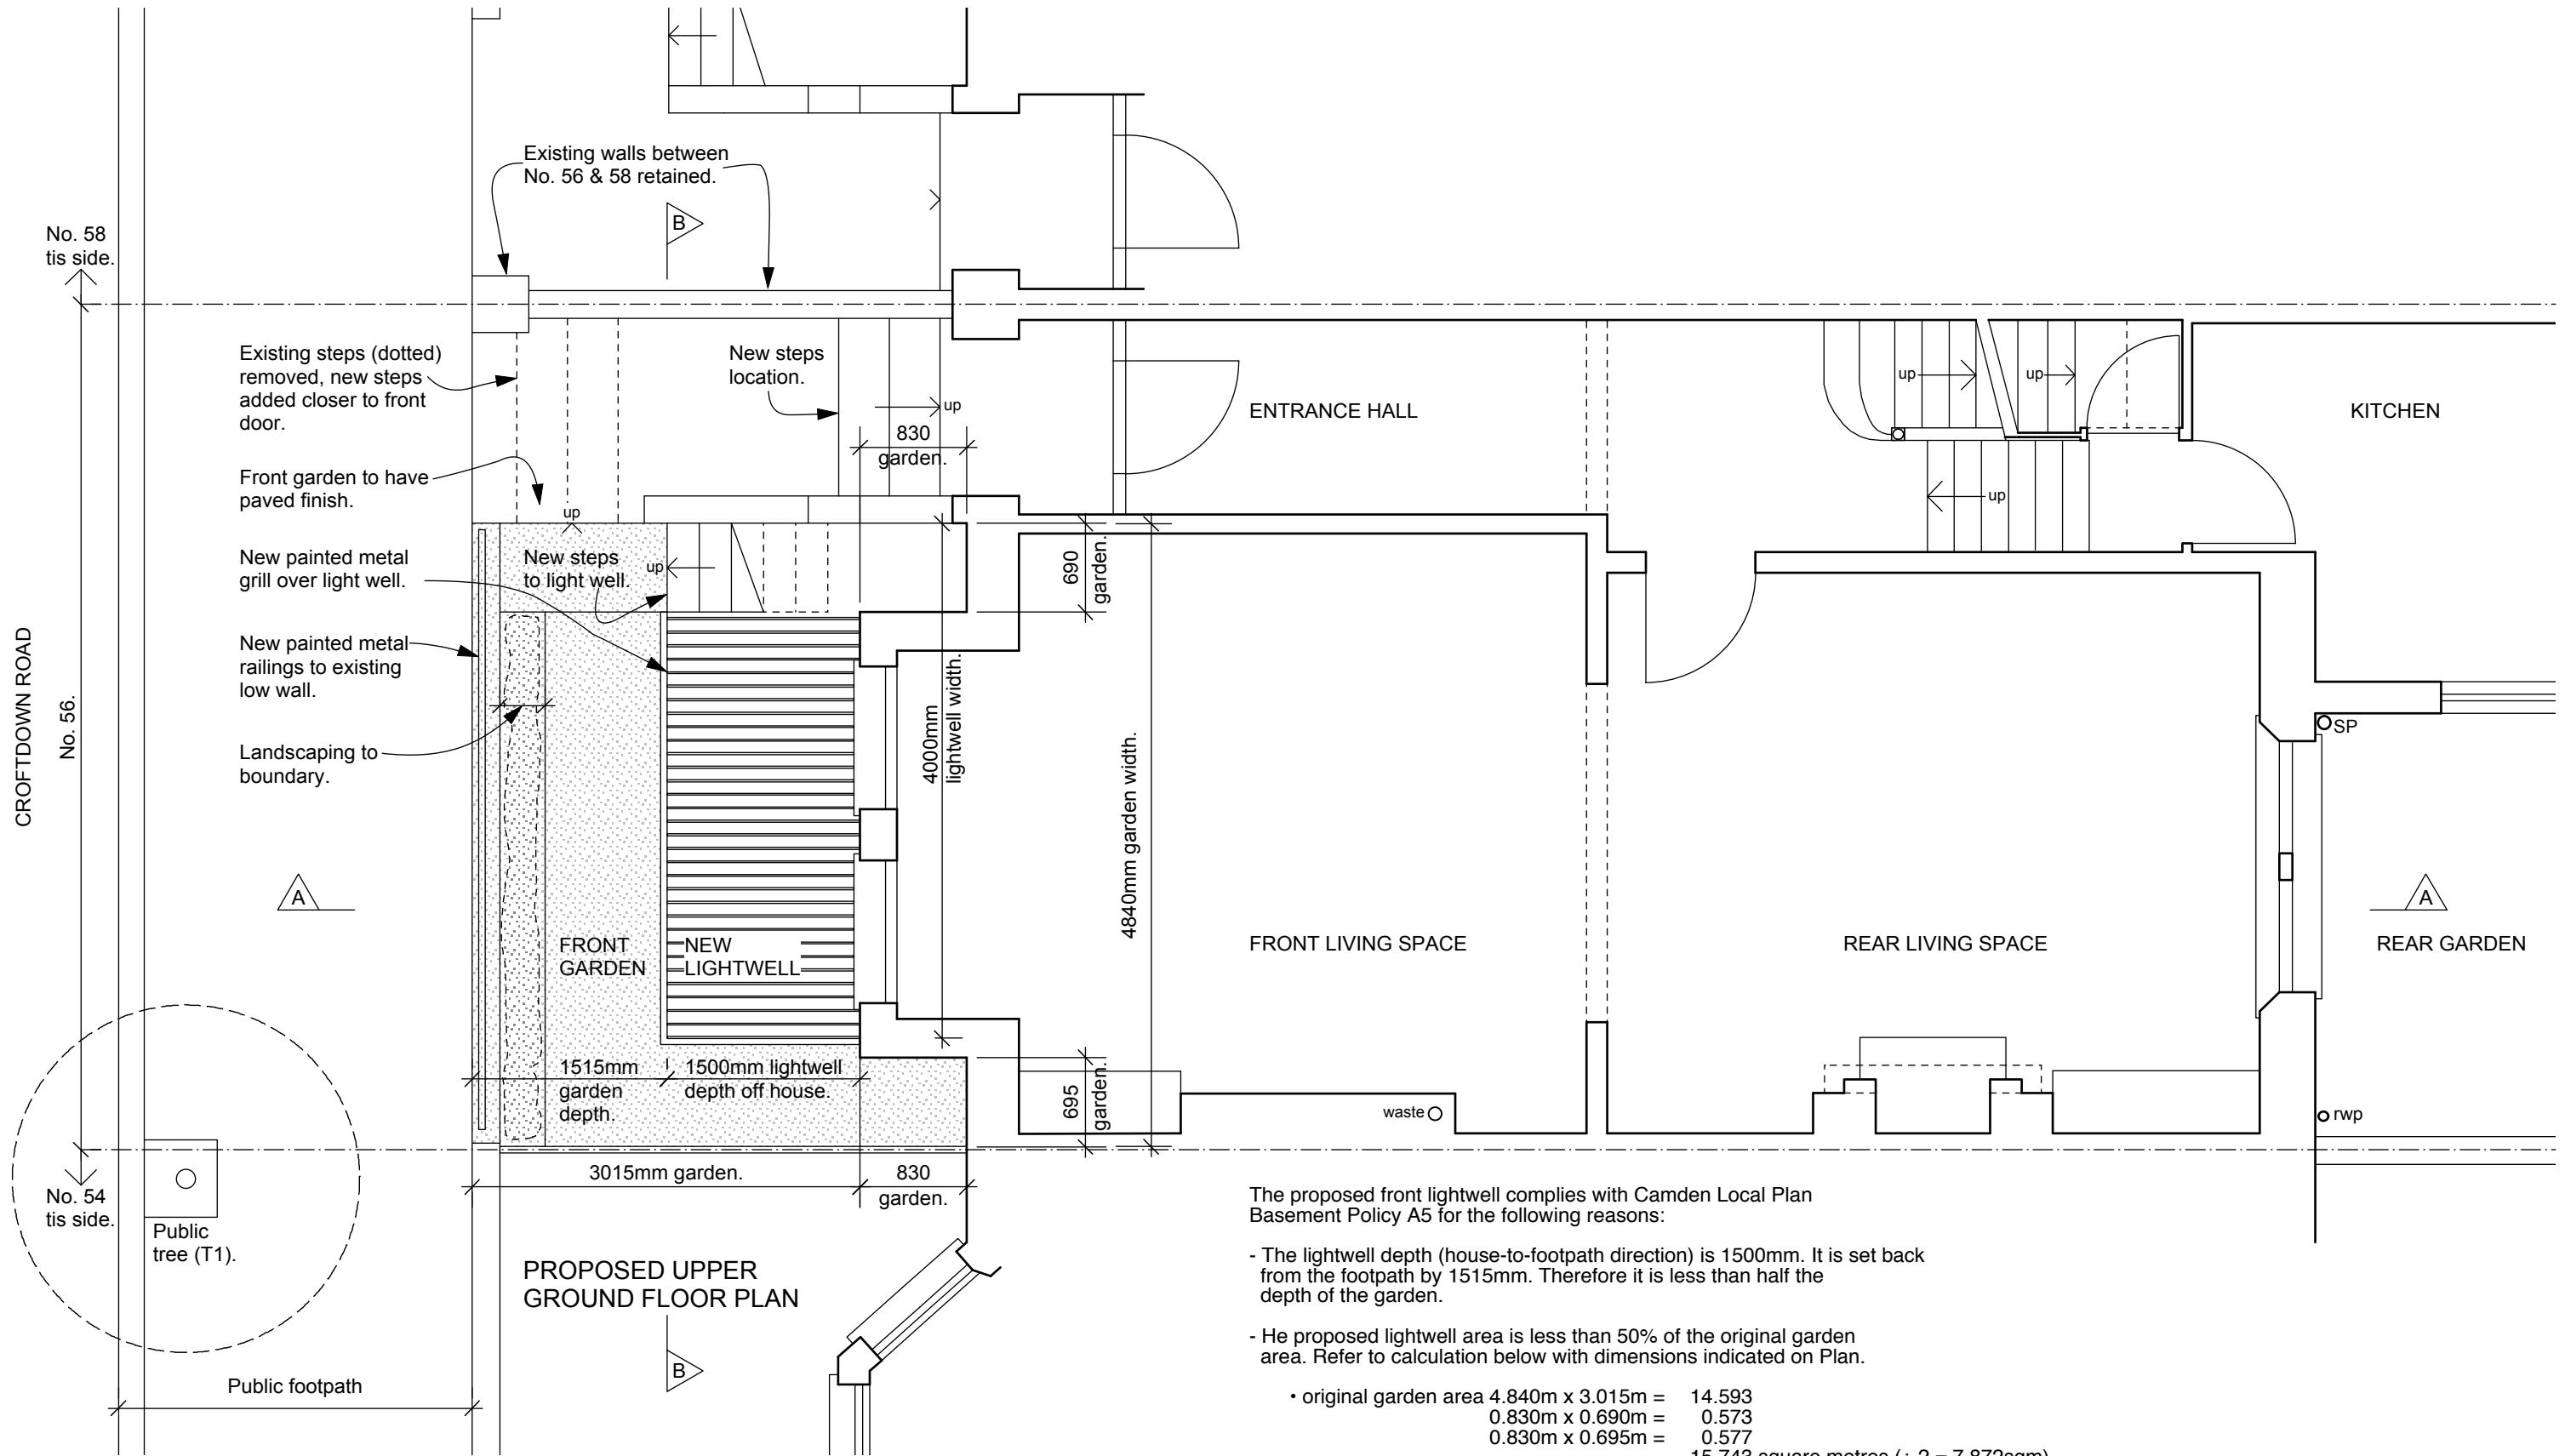 Existing walls between
No. 56 & 58 retained.
B
No. 58
tis side.
Existing steps (dotted)
removed, new steps
added closer to front
door.
New steps
location.
up
830
garden.
ENTRANCE HALL
up
up
up
KITCHEN
Front garden to have
paved finish.
up
New painted metal
grill over light well.
New steps
to light well.
up
690
garden.
New painted metal
railings to existing
low wall.
Landscaping to
boundary.
CROFTDOWN ROAD
No. 56.
4000mm
lightwell width.
4840mm garden width.
SP
A
A
FRONT
GARDEN
NEW
LIGHTWELL
FRONT LIVING SPACE
REAR LIVING SPACE
REAR GARDEN
1515mm
garden
depth.
1500mm lightwell
depth off house.
695
garden.
waste
rwp
3015mm garden.
830
garden.
No. 54
tis side.
Public
tree (T1).
PROPOSED UPPER
GROUND FLOOR PLAN
B
Public footpath
The proposed front lightwell complies with Camden Local Plan
Basement Policy A5 for the following reasons:
- The lightwell depth (house-to-footpath direction) is 1500mm. It is set back
from the footpath by 1515mm. Therefore it is less than half the
depth of the garden.
- He proposed lightwell area is less than 50% of the original garden
area. Refer to calculation below with dimensions indicated on Plan.
• original garden area 4.840m x 3.015m = 14.593
0.830m x 0.690m = 0.573
0.830m x 0.695m = 0.577
15.743 square metres (÷ 2 = 7.872sqm)